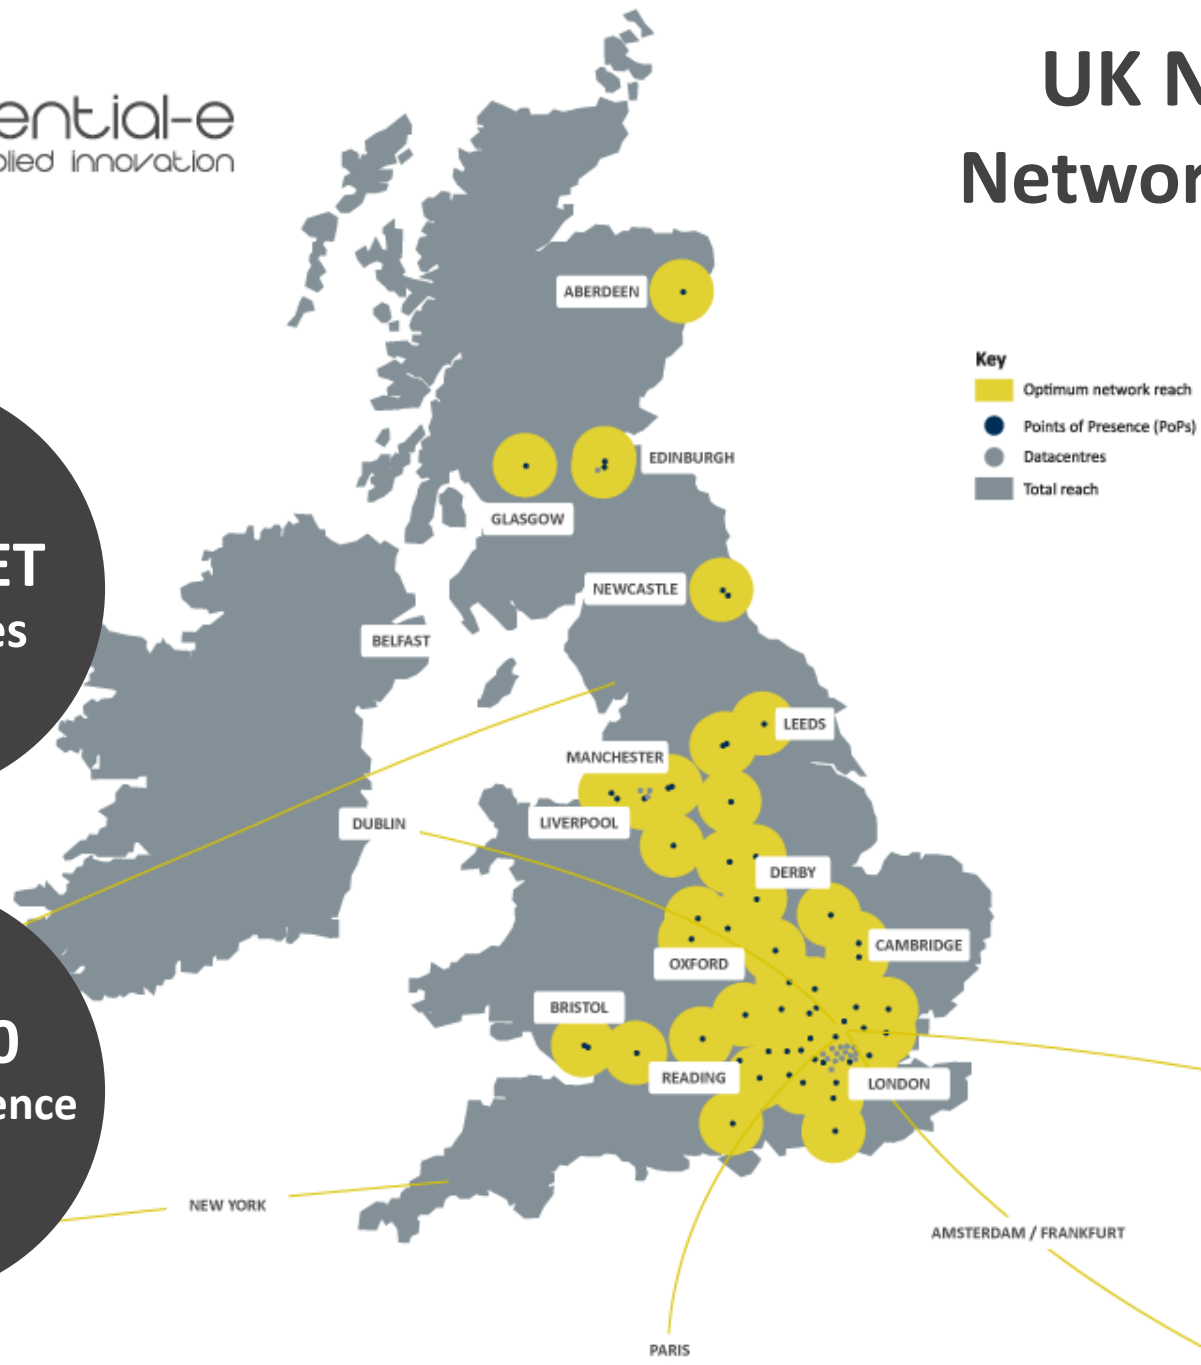 ential-e
plied innovation
UK N
Networ
ABERDEEN
Key
Optimum network reach
Points of Presence (PoPs)
Datacentres
Total reach
EDINBURGH
GLASGOW
ET
es
NEWCASTLE
BELFAST
LEEDS
MANCHESTER
LIVERPOOL
DUBLIN
DERBY
CAMBRIDGE
OXFORD
BRISTOL
0
ence
READING
LONDON
NEW YORK
AMSTERDAM / FRANKFURT
PARIS